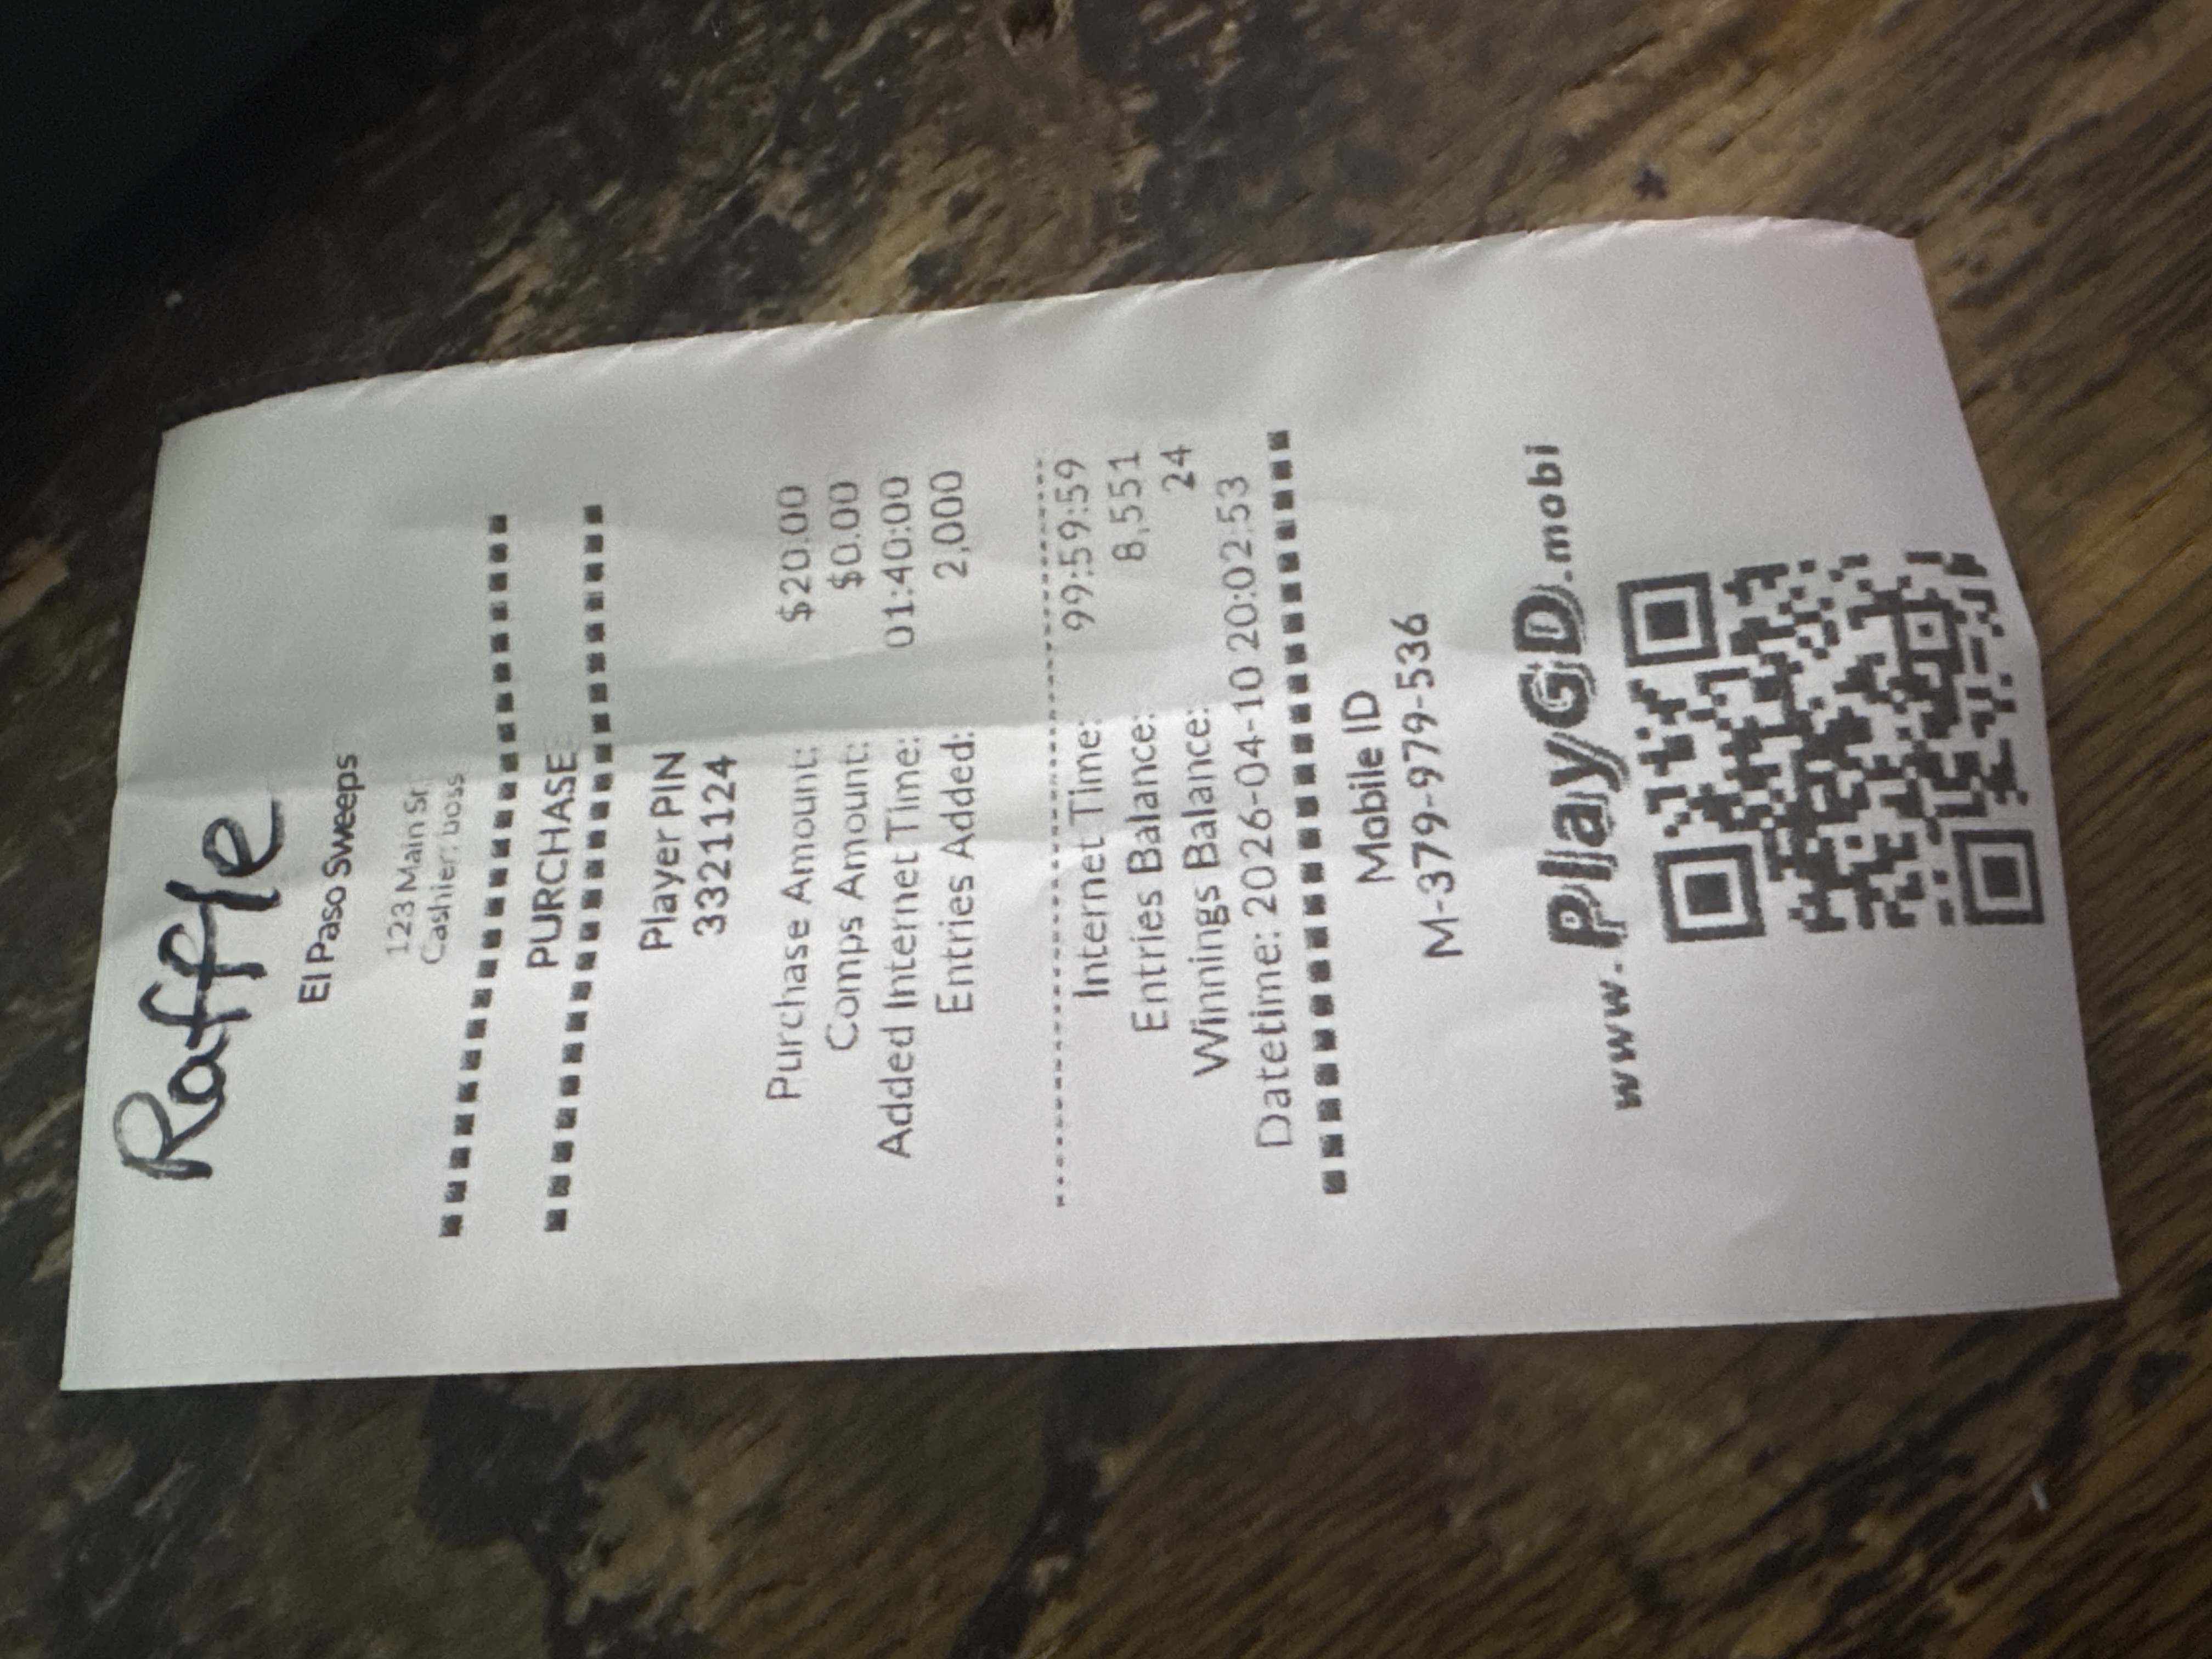 Raffle
El Paso Sweeps
123 Main St
Cashier: boss
PURCHASE
Player PIN
3321124
Purchase Amount: $20.00
Comps Amount: $0.00
Added Internet Time: 01:40:00
Entries Added: 2,000
Internet Time: 99:59:59
Entries Balance: 8,551
Winnings Balance: 24
Datetime: 2026-04-10 20:02:53
Mobile ID
M-379-979-536
www.PlayGD.mobi